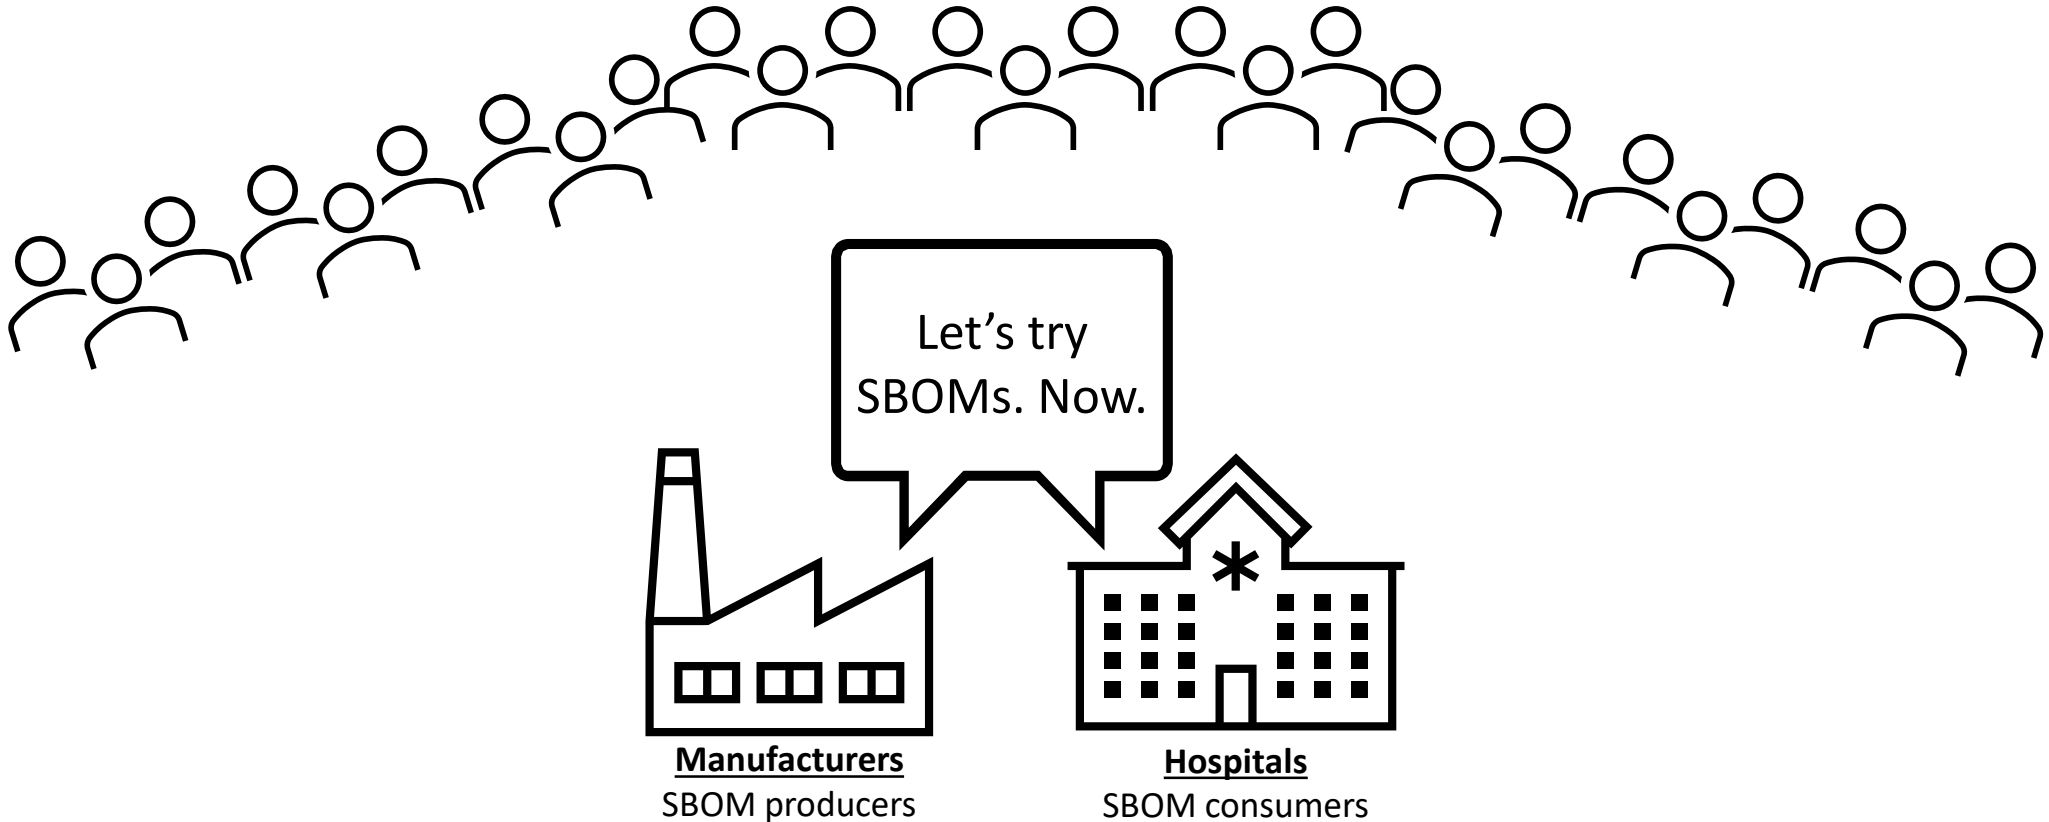 Let’s try
SBOMs. Now.
Manufacturers
SBOM producers
Hospitals
SBOM consumers